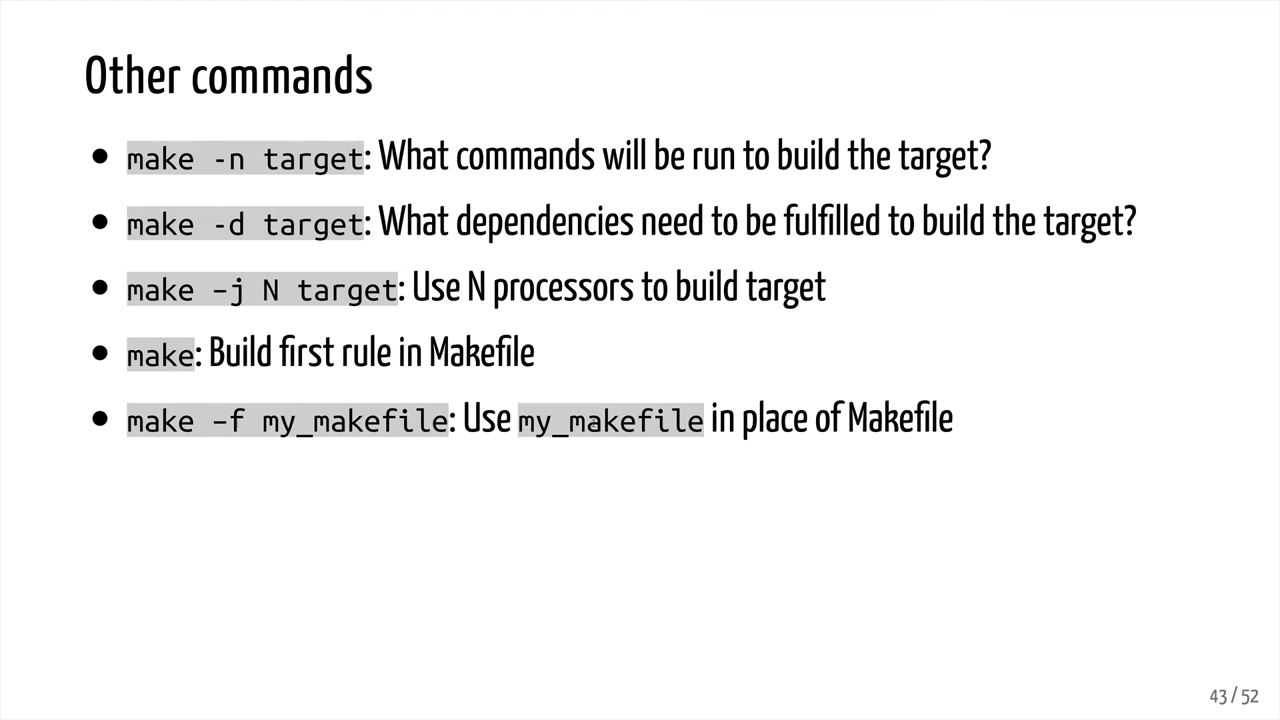 Other commands
• make -n target: What commands will be run to build the target?
• make -d target: What dependencies need to be fulfilled to build the target?
• make –j N target: Use N processors to build target
• make: Build first rule in Makefile
• make –f my_makefile: Use my_makefile in place of Makefile
43 / 52